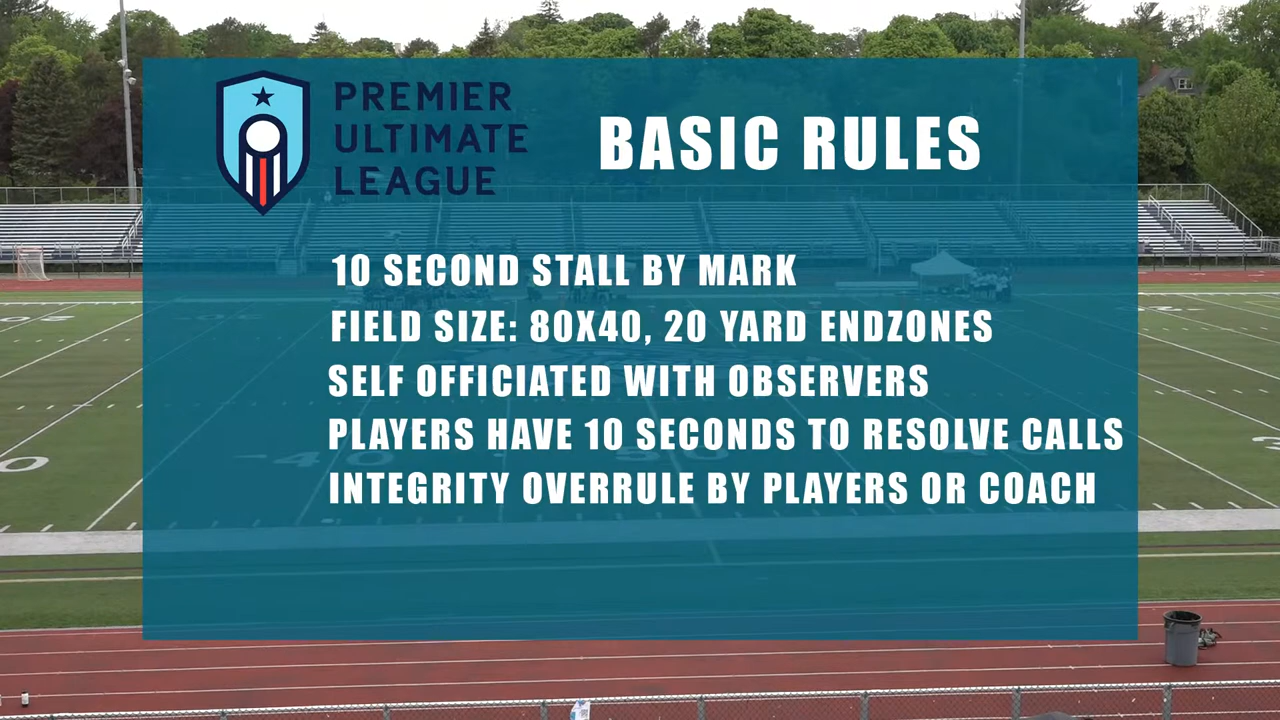 PREMIER
ULTIMATE
LEAGUE
BASIC RULES
10 SECOND STALL BY MARK
FIELD SIZE: 80X40, 20 YARD ENDZONES
SELF OFFICIATED WITH OBSERVERS
PLAYERS HAVE 10 SECONDS TO RESOLVE CALLS
INTEGRITY OVERRULE BY PLAYERS OR COACH